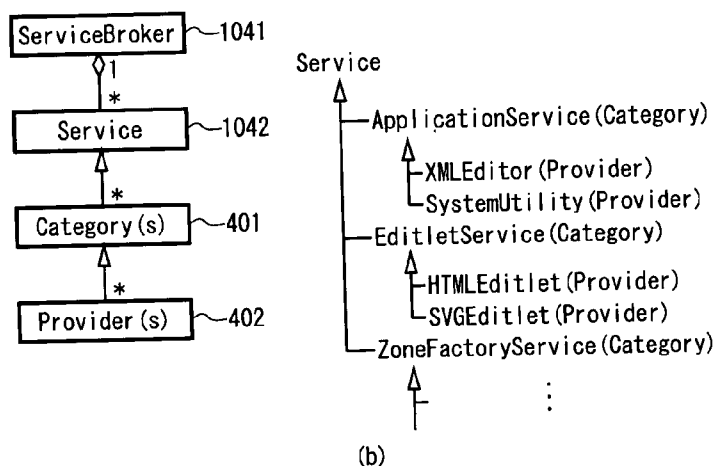 ServiceBroker
1041
1
*
Service
1042
*
Category(s)
401
*
Provider(s)
402
Service
ApplicationService(Category)
XMLEditor(Provider)
SystemUtility(Provider)
EditletService(Category)
HTMLEditlet(Provider)
SVGEditlet(Provider)
ZoneFactoryService(Category)
(b)